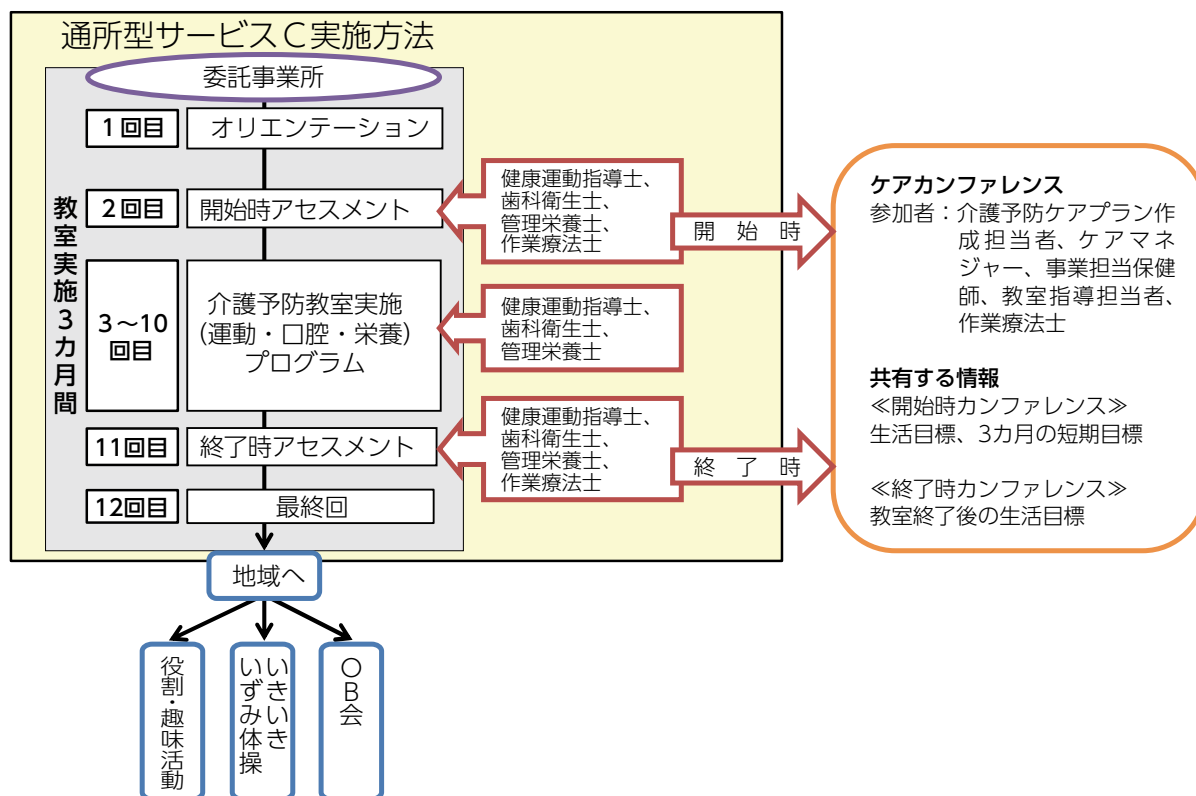 通所型サービスC実施方法
委託事業所
教室実施3カ月間
1回目
オリエンテーション
2回目
開始時アセスメント
健康運動指導士、
歯科衛生士、
管理栄養士、
作業療法士
開始時
3~10
回目
介護予防教室実施
(運動・口腔・栄養)
プログラム
健康運動指導士、
歯科衛生士、
管理栄養士
11回目
終了時アセスメント
健康運動指導士、
歯科衛生士、
管理栄養士、
作業療法士
終了時
12回目
最終回
ケアカンファレンス
参加者:介護予防ケアプラン作
成担当者、ケアマネ
ジャー、事業担当保健
師、教室指導担当者、
作業療法士
共有する情報
≪開始時カンファレンス≫
生活目標、3カ月の短期目標
≪終了時カンファレンス≫
教室終了後の生活目標
地域へ
役割・趣味活動
いきいき
いずみ体操
OB会